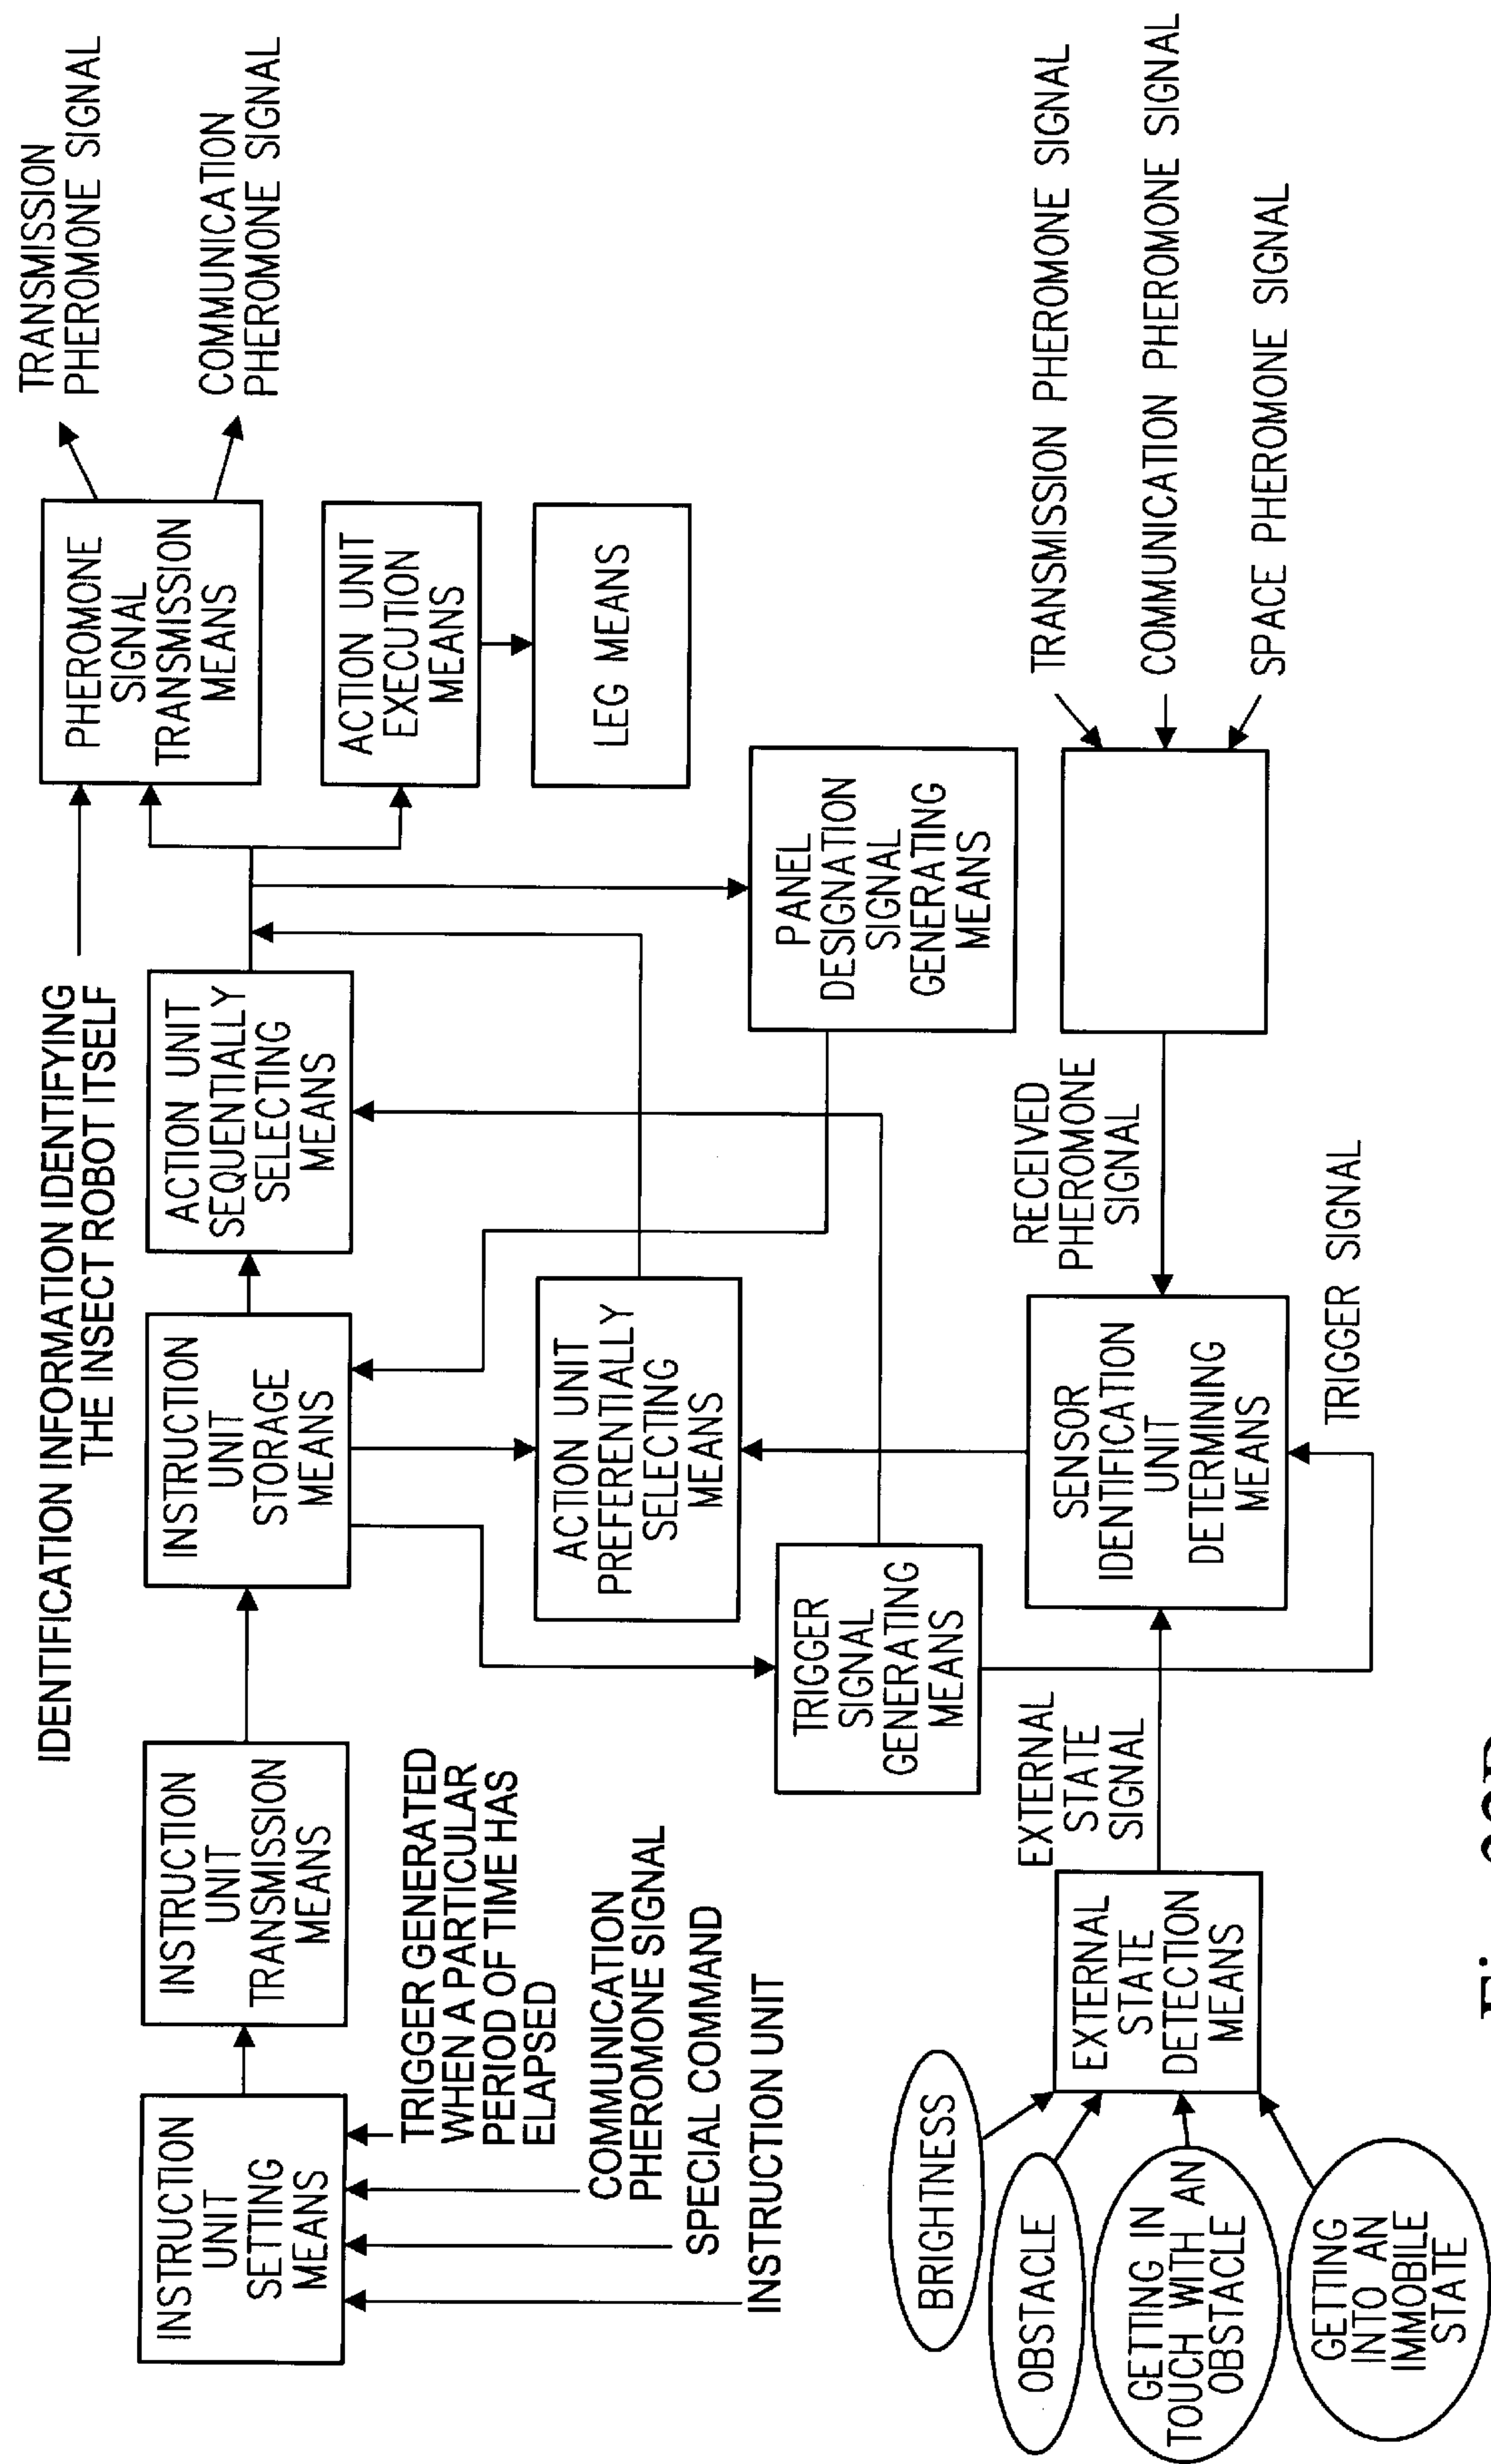 IDENTIFICATION INFORMATION IDENTIFYING
THE INSECT ROBOT ITSELF
TRANSMISSION
PHEROMONE SIGNAL
COMMUNICATION
PHEROMONE SIGNAL
INSTRUCTION
UNIT
SETTING
MEANS
INSTRUCTION
UNIT
TRANSMISSION
MEANS
INSTRUCTION
UNIT
STORAGE
MEANS
ACTION UNIT
SEQUENTIALLY
SELECTING
MEANS
PHEROMONE
SIGNAL
TRANSMISSION
MEANS
ACTION UNIT
EXECUTION
MEANS
LEG MEANS
TRIGGER GENERATED
WHEN A PARTICULAR
PERIOD OF TIME HAS
ELAPSED
COMMUNICATION
PHEROMONE SIGNAL
SPECIAL COMMAND
INSTRUCTION UNIT
ACTION UNIT
PREFERENTIALLY
SELECTING
MEANS
TRIGGER
SIGNAL
GENERATING
MEANS
PANEL
DESIGNATION
SIGNAL
GENERATING
MEANS
BRIGHTNESS
OBSTACLE
GETTING IN
TOUCH WITH AN
OBSTACLE
GETTING
INTO AN
IMMOBILE
STATE
EXTERNAL
STATE
DETECTION
MEANS
EXTERNAL
STATE
SIGNAL
SENSOR
IDENTIFICATION
UNIT
DETERMINING
MEANS
RECEIVED
PHEROMONE
SIGNAL
TRANSMISSION PHEROMONE SIGNAL
COMMUNICATION PHEROMONE SIGNAL
SPACE PHEROMONE SIGNAL
TRIGGER SIGNAL